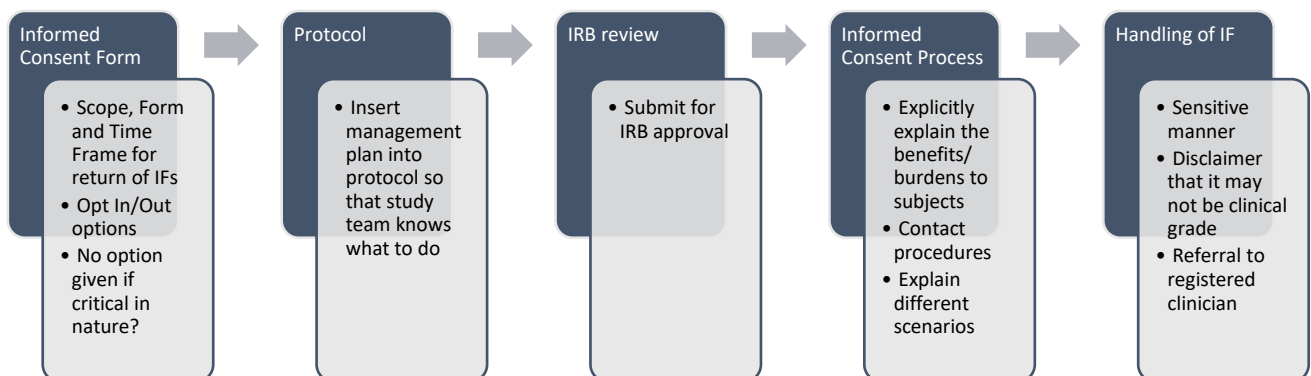 Informed
Consent Form
• Scope, Form
and Time
Frame for
return of IFs
• Opt In/Out
options
• No option
given if
critical in
nature?
Protocol
• Insert
management
plan into
protocol so
that study
team knows
what to do
IRB review
• Submit for
IRB approval
Informed
Consent Process
• Explicitly
explain the
benefits/
burdens to
subjects
• Contact
procedures
• Explain
different
scenarios
Handling of IF
• Sensitive
manner
• Disclaimer
that it may
not be clinical
grade
• Referral to
registered
clinician